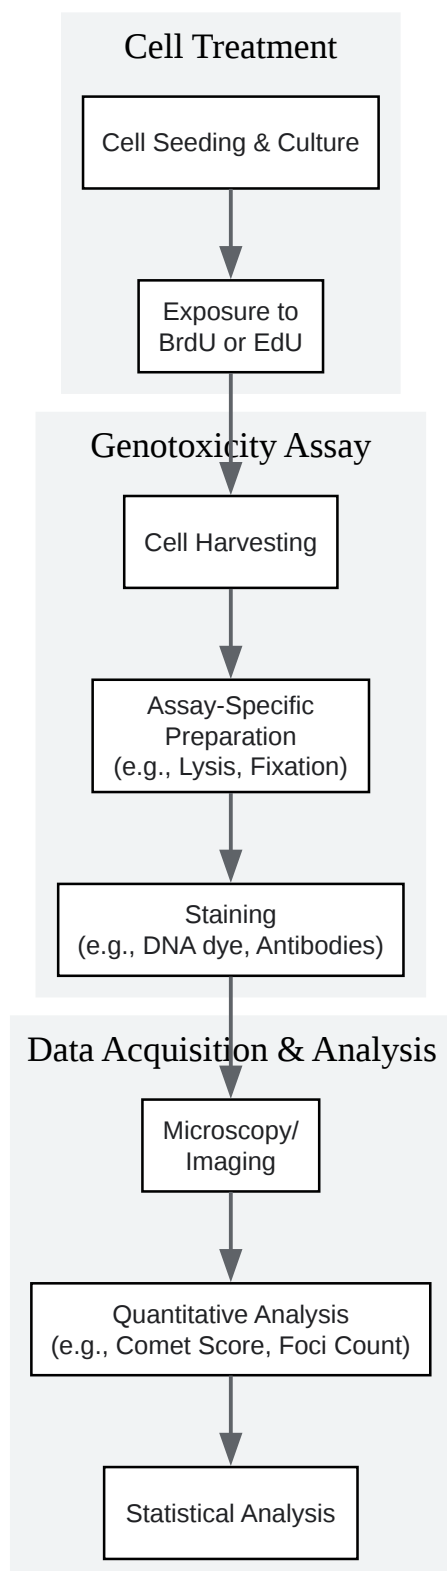 Cell Treatment
Cell Seeding & Culture
Exposure to
BrdU or EdU
Genotoxicity Assay
Cell Harvesting
Assay-Specific
Preparation
(e.g., Lysis, Fixation)
Staining
(e.g., DNA dye, Antibodies)
Data Acquisition & Analysis
Microscopy/
Imaging
Quantitative Analysis
(e.g., Comet Score, Foci Count)
Statistical Analysis